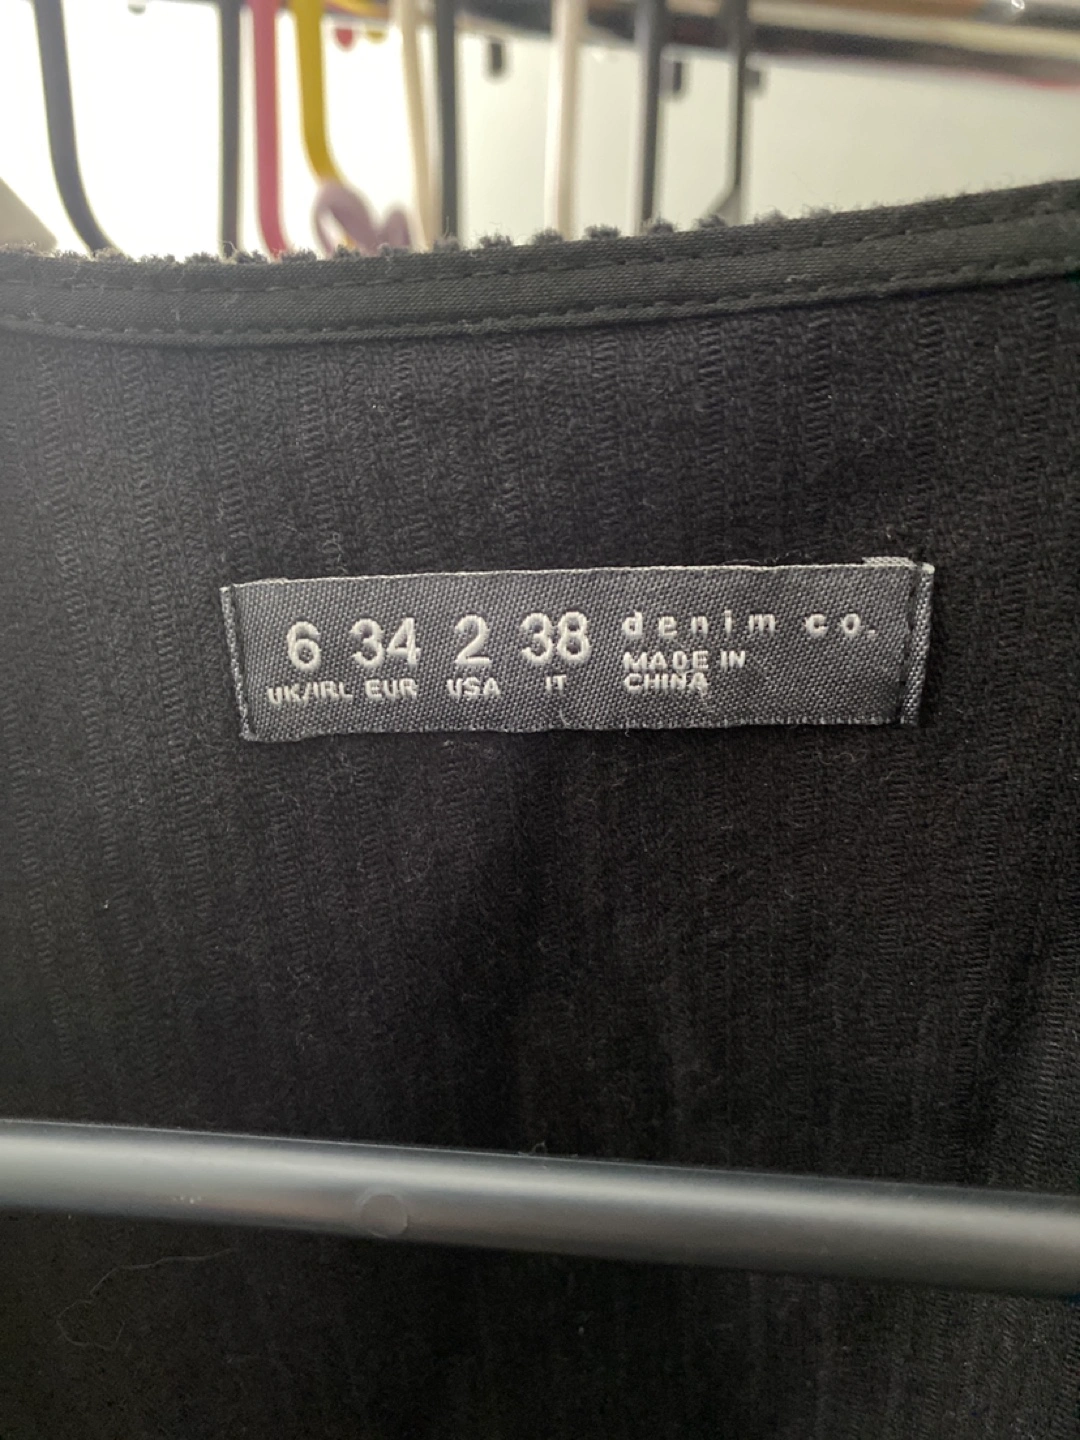 6 34 2 38 denim co.
UK/IRL EUR USA IT MADE IN
CHINA